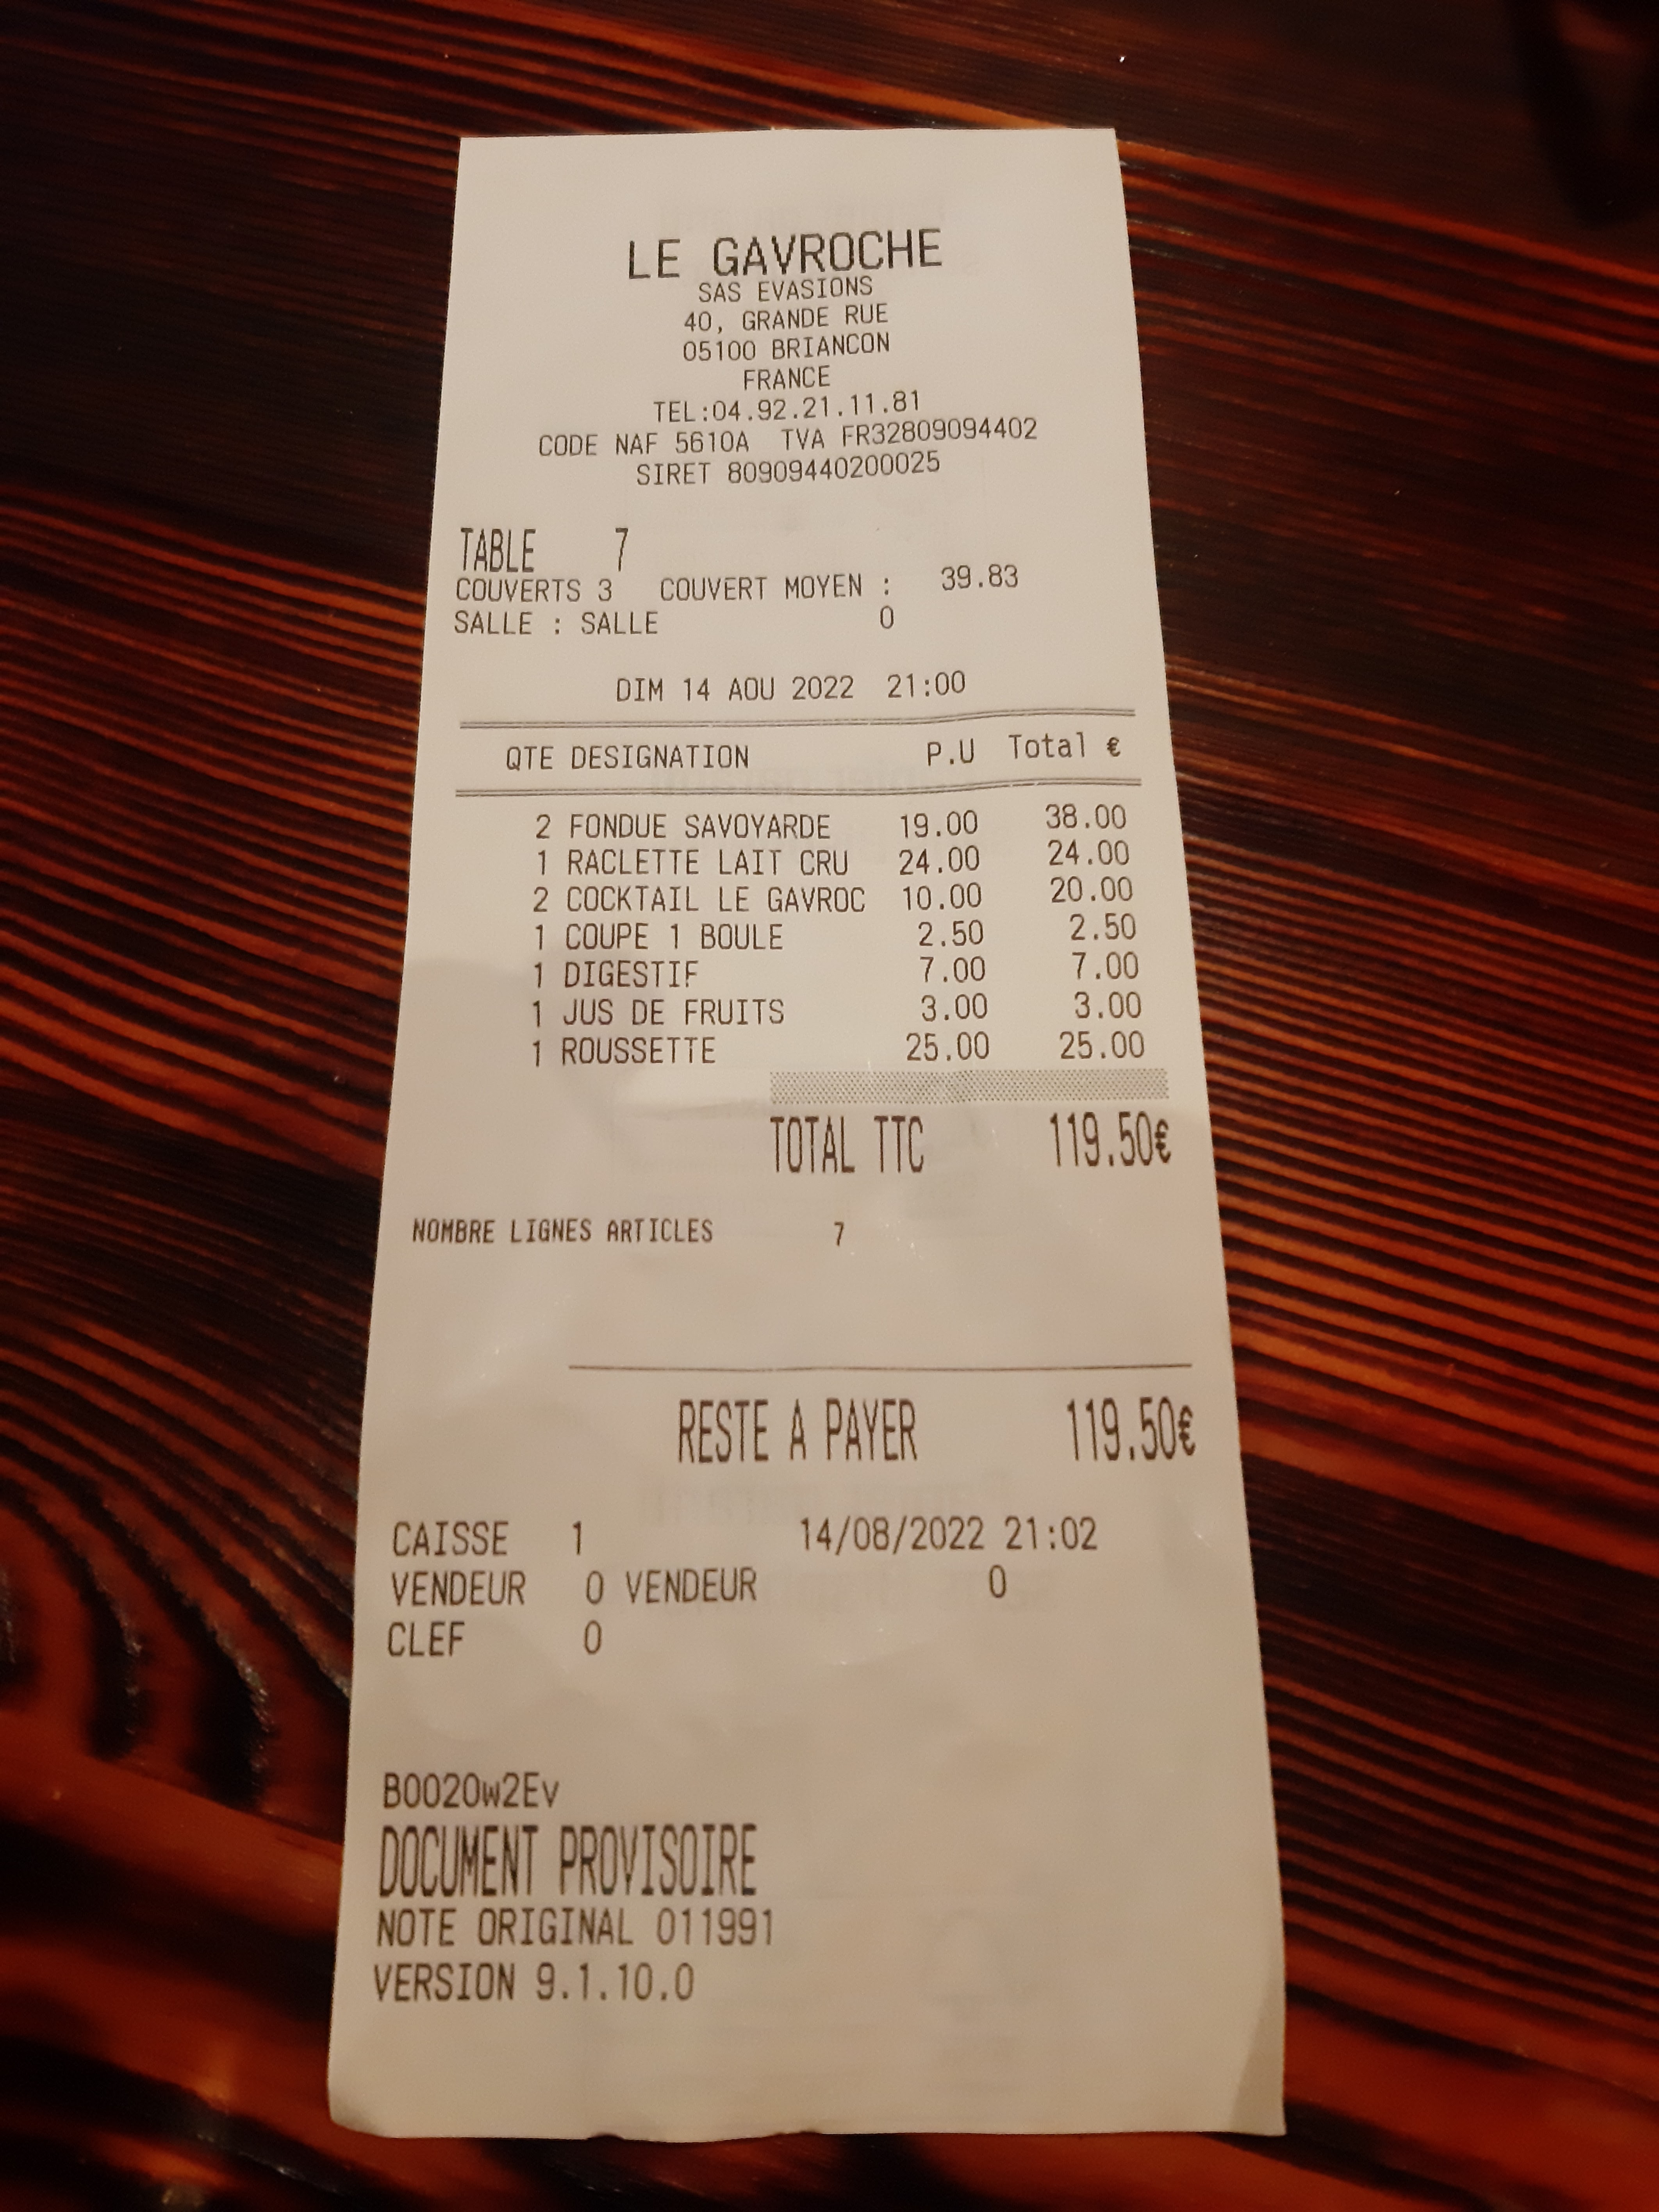 LE GAVROCHE
SAS EVASIONS
40, GRANDE RUE
05100 BRIANCON
FRANCE
TEL:04.92.21.11.81
CODE NAF 5610A TVA FR32809094402
SIRET 80909440200025
TABLE 7
COUVERTS 3 COUVERT MOYEN : 39.83
SALLE : SALLE 0
DIM 14 AOU 2022 21:00
QTE DESIGNATION P.U Total €
2 FONDUE SAVOYARDE 19.00 38.00
1 RACLETTE LAIT CRU 24.00 24.00
2 COCKTAIL LE GAVROC 10.00 20.00
1 COUPE 1 BOULE 2.50 2.50
1 DIGESTIF 7.00 7.00
1 JUS DE FRUITS 3.00 3.00
1 ROUSSETTE 25.00 25.00
TOTAL TTC 119.50€
NOMBRE LIGNES ARTICLES 7
RESTE A PAYER 119.50€
CAISSE 1 14/08/2022 21:02
VENDEUR 0 VENDEUR 0
CLEF 0
B0020w2Ev
DOCUMENT PROVISOIRE
NOTE ORIGINAL 011991
VERSION 9.1.10.0